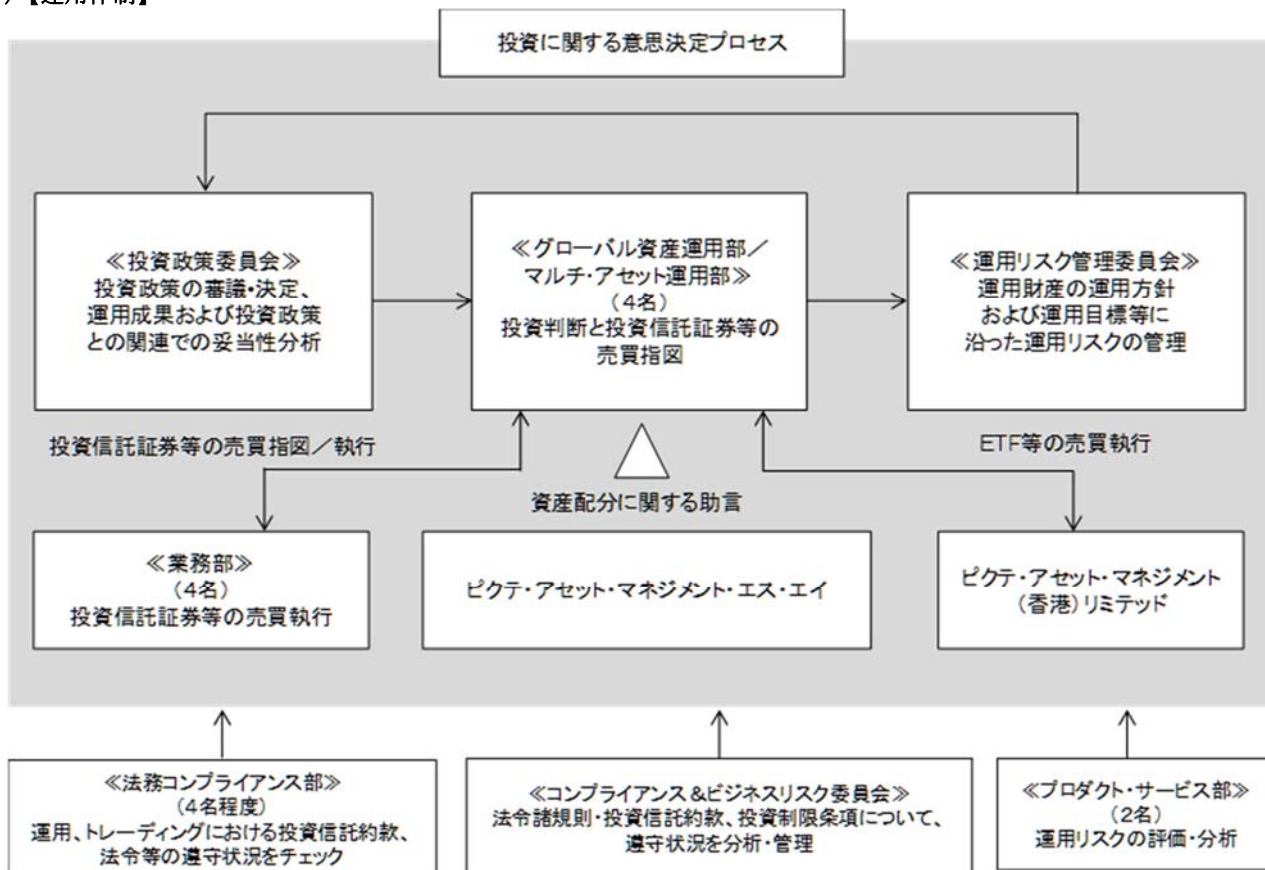 【運用体制】
投資に関する意思決定プロセス
≪投資政策委員会≫
投資政策の審議・決定、
運用成果および投資政策
との関連での妥当性分析
≪グローバル資産運用部／
マルチ・アセット運用部≫
（4名）
投資判断と投資信託証券等の
売買指図
≪運用リスク管理委員会≫
運用財産の運用方針
および運用目標等に
沿った運用リスクの管理
投資信託証券等の売買指図／執行
ETF等の売買執行
資産配分に関する助言
≪業務部≫
（4名）
投資信託証券等の売買執行
ピクテ・アセット・マネジメント・エス・エイ
ピクテ・アセット・マネジメント
（香港）リミテッド
≪法務コンプライアンス部≫
（4名程度）
運用、トレーディングにおける投資信託約款、
法令等の遵守状況をチェック
≪コンプライアンス&ビジネスリスク委員会≫
法令諸規則・投資信託約款、投資制限条項について、
遵守状況を分析・管理
≪プロダクト・サービス部≫
（2名）
運用リスクの評価・分析